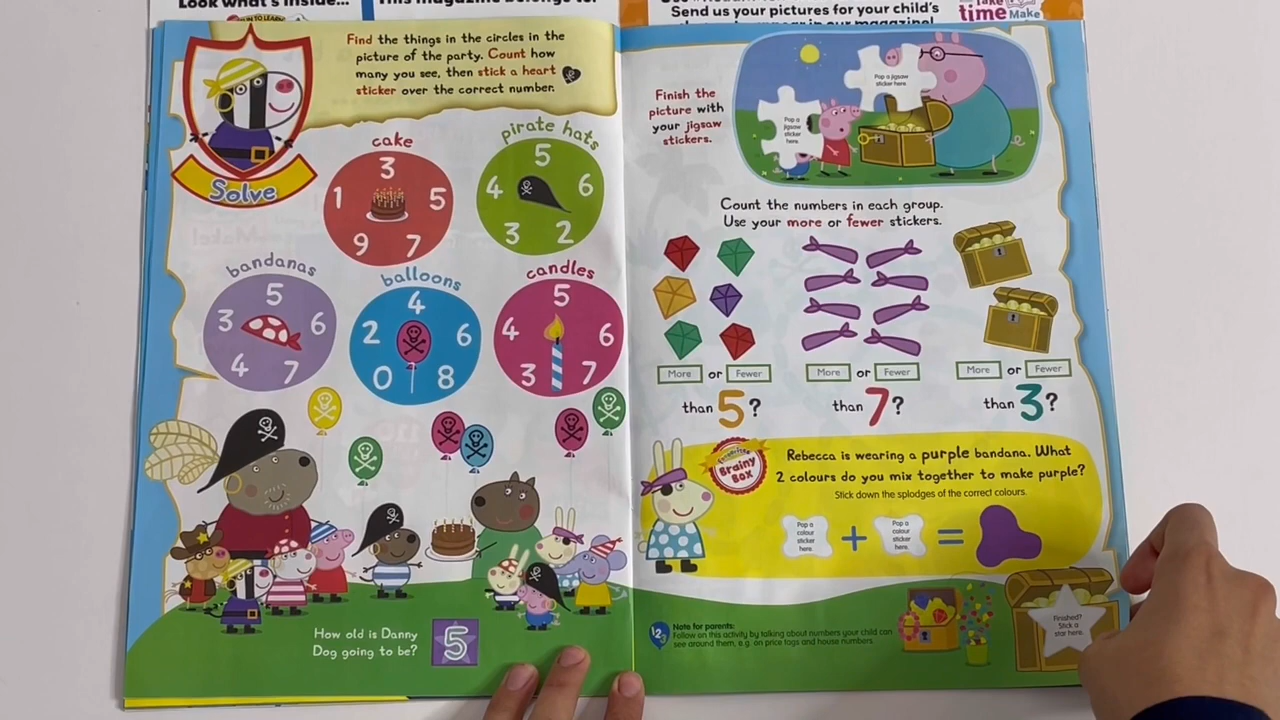 Look what's inside...
This magazine belongs to:
Send us your pictures for your child's
Take
time Make
Find the things in the circles in the
picture of the party. Count how
many you see, then stick a heart
sticker over the correct number.
Solve
cake
3
1
5
9
7
pirate hats
5
4
6
3
2
bandanas
5
3
6
4
7
balloons
4
2
6
0
8
candles
5
4
6
3
7
How old is Danny
Dog going to be?
5
Finish the
picture with
your jigsaw
stickers.
Pop a jigsaw
sticker here.
Pop a
jigsaw
sticker
here.
Count the numbers in each group.
Use your more or fewer stickers.
More or Fewer
than 5?
More or Fewer
than 7?
More or Fewer
than 3?
Brainy
Box
Rebecca is wearing a purple bandana. What
2 colours do you mix together to make purple?
Stick down the splodges of the correct colours.
Pop a
colour
sticker
here.
+
Pop a
colour
sticker
here.
=
123
Note for parents:
Follow on this activity by talking about numbers your child can
see around them, e.g. on price tags and house numbers.
Finished?
Stick a
star here.